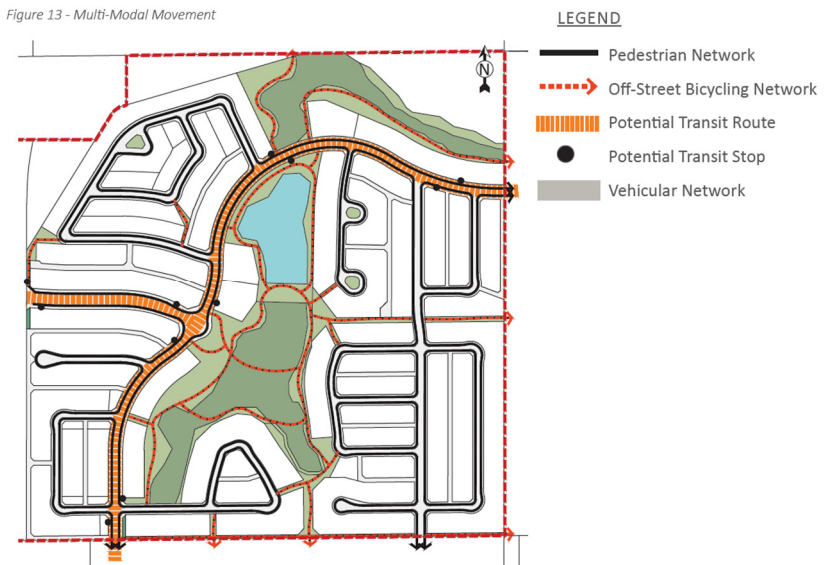 Figure 13 - Multi-Modal Movement
LEGEND
N
Pedestrian Network
Off-Street Bicycling Network
Potential Transit Route
Potential Transit Stop
Vehicular Network